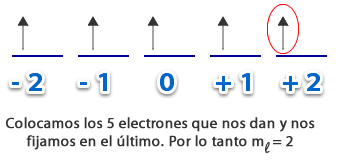 - 2 - 1 0 + 1 + 2
Colocamos los 5 electrones que nos dan y nos
fijamos en el último. Por lo tanto mℓ = 2